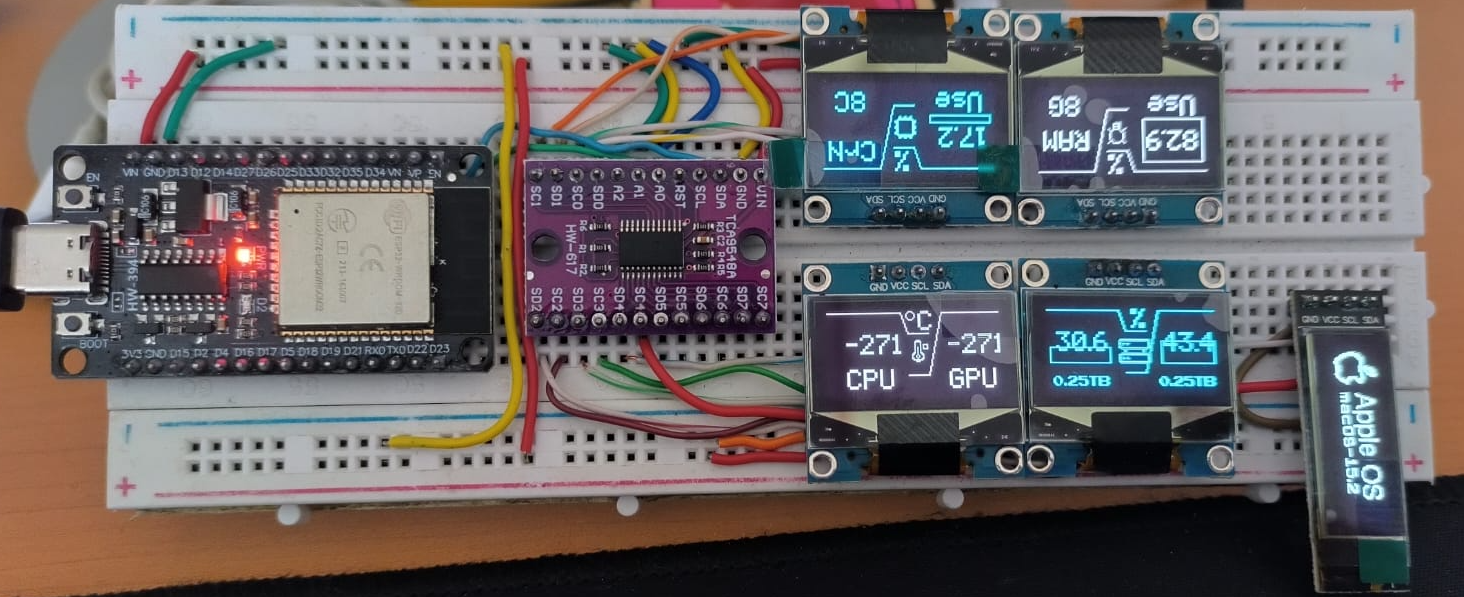 EN
VIN GND D13 D12 D14 D27 D26 D25 D33 D32 D35 D34 VN VP EN
BOOT
3V3 GND D15 D2 D4 D16 D17 D5 D18 D19 D21 RX0 TX0 D22 D23
HW-394
SC1 SD1 SC0 SD0 A2 A1 A0 RST SCL SDA GND VIN
TCA9548A
HW-617
SD2 SC2 SD3 SC3 SD4 SC4 SD5 SC5 SD6 SC6 SD7 SC7
CPU
8C
%
17.2
Use
GND VCC SCL SDA
RAM
8G
%
82.9
Use
GND VCC SCL SDA
GND VCC SCL SDA
°C
-271 -271
CPU GPU
GND VCC SCL SDA
%
30.6 43.4
0.25TB 0.25TB
GND VCC SCL SDA
Apple OS
macOS-15.2